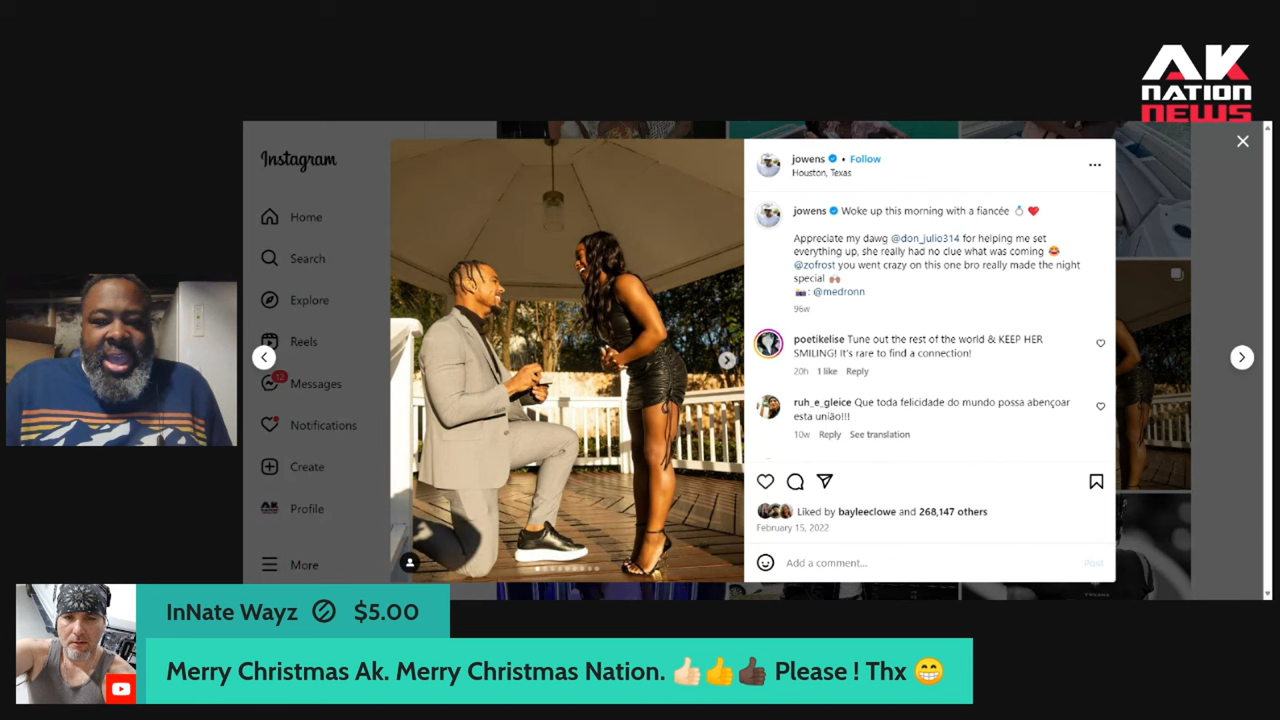 AK
NATION
NEWS
Instagram
Home
Search
Explore
Reels
12
Messages
Notifications
Create
Profile
More
jowens • Follow
Houston, Texas
jowens Woke up this morning with a fiancée 💍 ❤️
Appreciate my dawg @don_julio314 for helping me set
everything up, she really had no clue what was coming 😂
@zofrost you went crazy on this one bro really made the night
special 🙌🏽
📸: @medronn
96w
poetikelise Tune out the rest of the world & KEEP HER
SMILING! It's rare to find a connection!
20h 1 like Reply
ruh_e_gleice Que toda felicidade do mundo possa abençoar
esta união!!!
10w Reply See translation
Liked by bayleeclowe and 268,147 others
February 15, 2022
Add a comment...
Post
InNate Wayz $5.00
Merry Christmas Ak. Merry Christmas Nation. 👍🏻👍👍🏿 Please ! Thx 😁